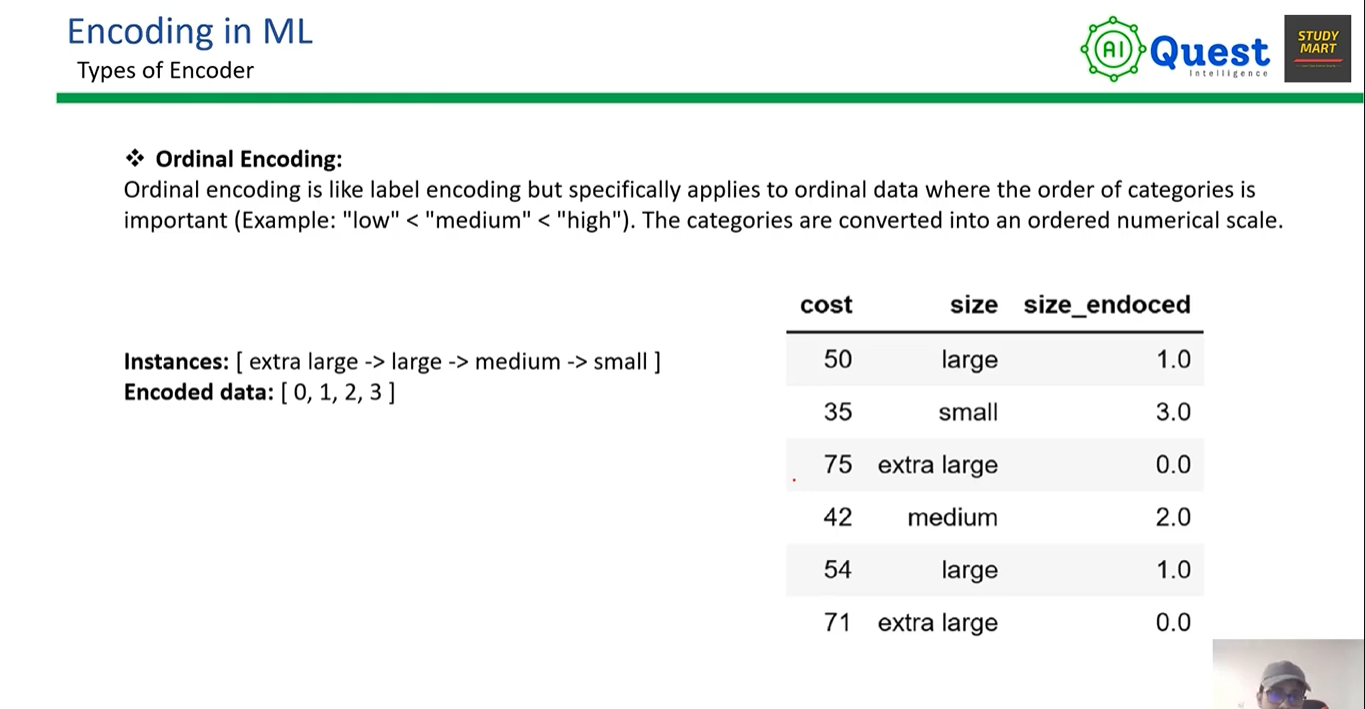 Encoding in ML
Types of Encoder
AI Quest
Intelligence
STUDY
MART
❖ Ordinal Encoding:
Ordinal encoding is like label encoding but specifically applies to ordinal data where the order of categories is
important (Example: "low" < "medium" < "high"). The categories are converted into an ordered numerical scale.
Instances: [ extra large -> large -> medium -> small ]
Encoded data: [ 0, 1, 2, 3 ]
cost size size_endoced
50 large 1.0
35 small 3.0
75 extra large 0.0
42 medium 2.0
54 large 1.0
71 extra large 0.0